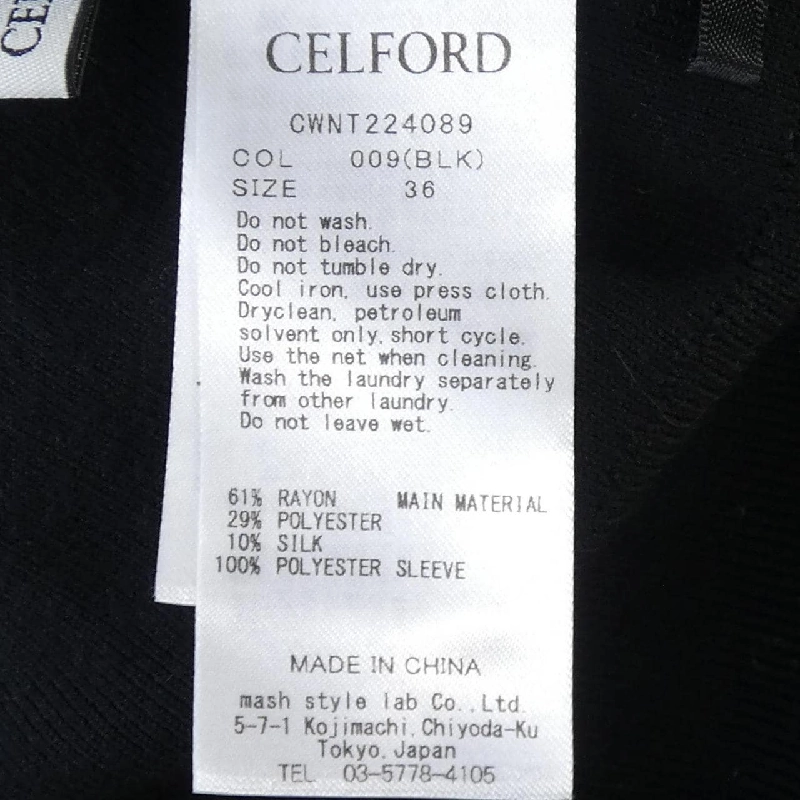 CEL
CELFORD
CWNT224089
COL 009(BLK)
SIZE 36
Do not wash.
Do not bleach.
Do not tumble dry.
Cool iron, use press cloth.
Dryclean, petroleum
solvent only, short cycle.
Use the net when cleaning.
Wash the laundry separately
from other laundry.
Do not leave wet.
61% RAYON MAIN MATERIAL
29% POLYESTER
10% SILK
100% POLYESTER SLEEVE
MADE IN CHINA
mash style lab Co.,Ltd.
5-7-1 Kojimachi,Chiyoda-Ku
Tokyo,Japan
TEL 03-5778-4105